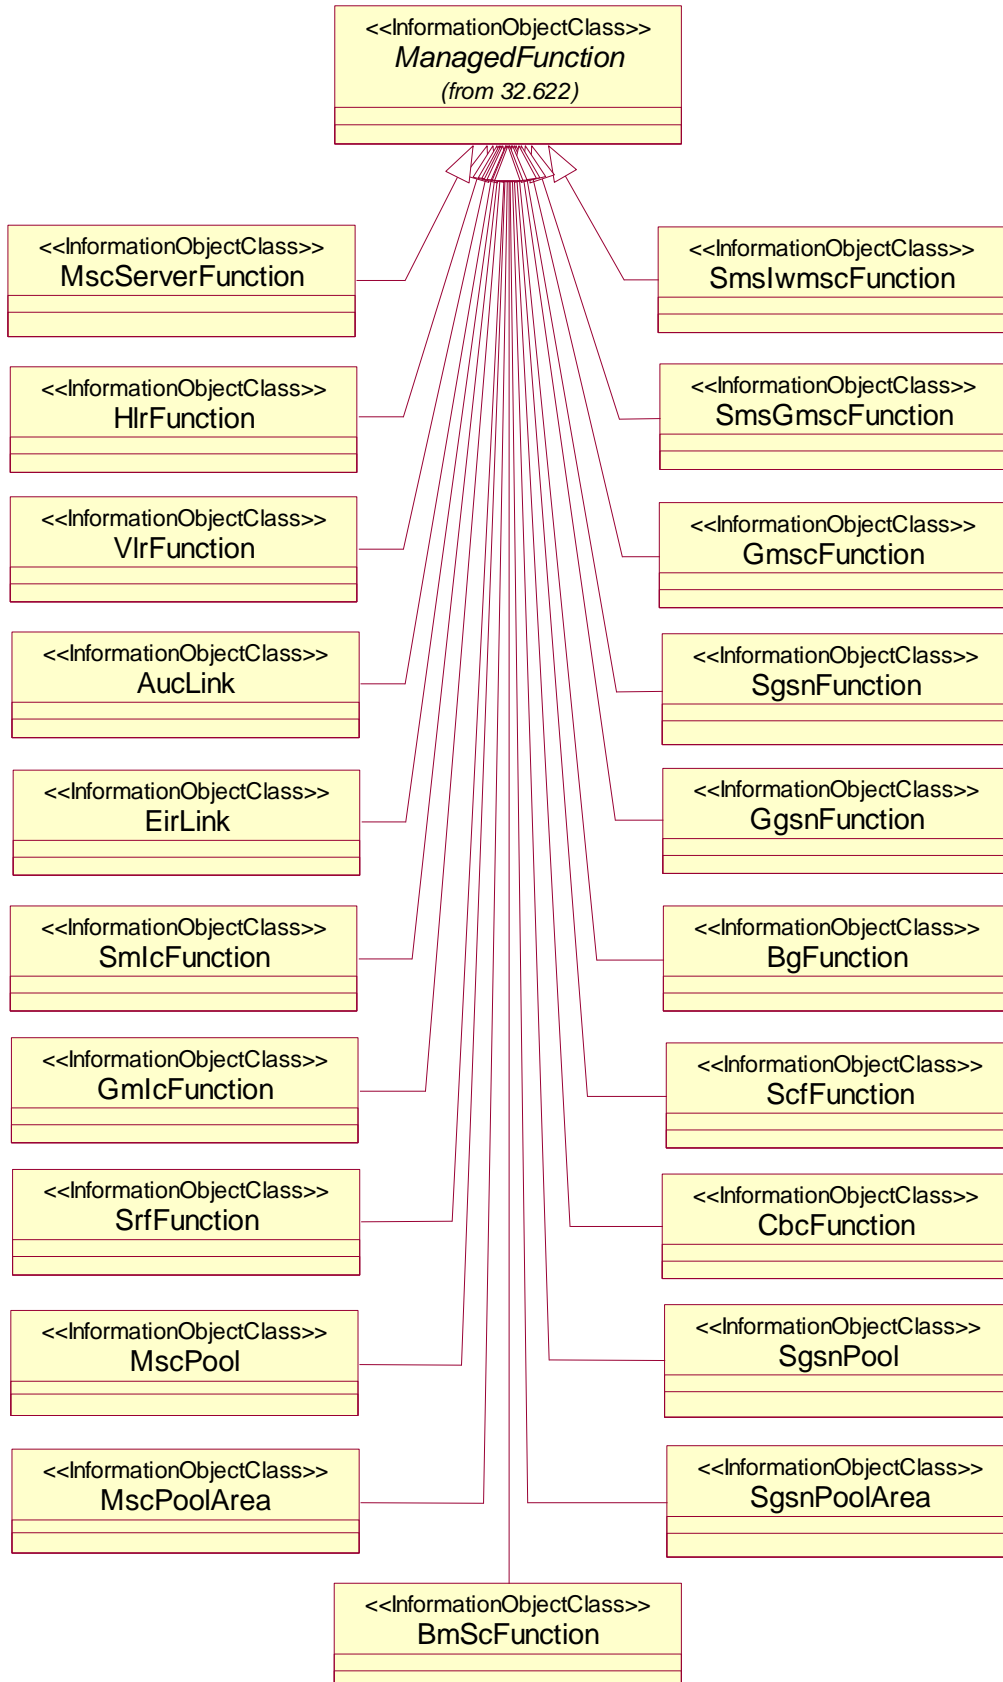 <<InformationObjectClass>>
ManagedFunction
(from 32.622)
<<InformationObjectClass>>
MscServerFunction
<<InformationObjectClass>>
SmsIwmscFunction
<<InformationObjectClass>>
HlrFunction
<<InformationObjectClass>>
SmsGmscFunction
<<InformationObjectClass>>
VlrFunction
<<InformationObjectClass>>
GmscFunction
<<InformationObjectClass>>
AucLink
<<InformationObjectClass>>
SgsnFunction
<<InformationObjectClass>>
EirLink
<<InformationObjectClass>>
GgsnFunction
<<InformationObjectClass>>
SmlcFunction
<<InformationObjectClass>>
BgFunction
<<InformationObjectClass>>
GmlcFunction
<<InformationObjectClass>>
ScfFunction
<<InformationObjectClass>>
SrfFunction
<<InformationObjectClass>>
CbcFunction
<<InformationObjectClass>>
MscPool
<<InformationObjectClass>>
SgsnPool
<<InformationObjectClass>>
MscPoolArea
<<InformationObjectClass>>
SgsnPoolArea
<<InformationObjectClass>>
BmScFunction